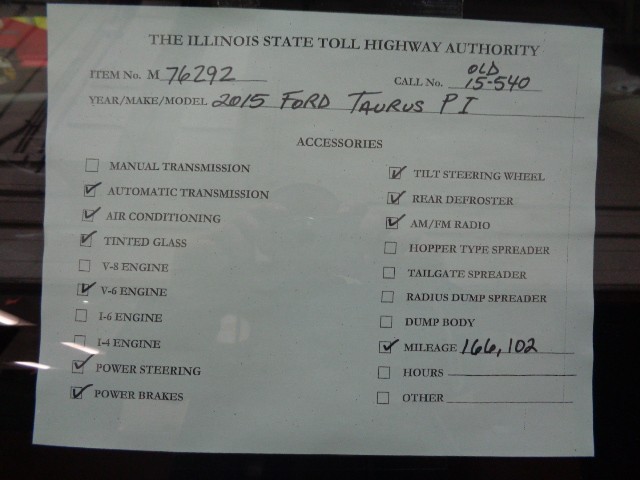 THE ILLINOIS STATE TOLL HIGHWAY AUTHORITY
ITEM NO. M 76292
CALL NO. OLD 15-540
YEAR/MAKE/MODEL 2015 FORD TAURUS PI
ACCESSORIES
MANUAL TRANSMISSION
AUTOMATIC TRANSMISSION
AIR CONDITIONING
TINTED GLASS
V-8 ENGINE
V-6 ENGINE
I-6 ENGINE
I-4 ENGINE
POWER STEERING
POWER BRAKES
TILT STEERING WHEEL
REAR DEFROSTER
AM/FM RADIO
HOPPER TYPE SPREADER
TAILGATE SPREADER
RADIUS DUMP SPREADER
DUMP BODY
MILEAGE 166,102
HOURS
OTHER